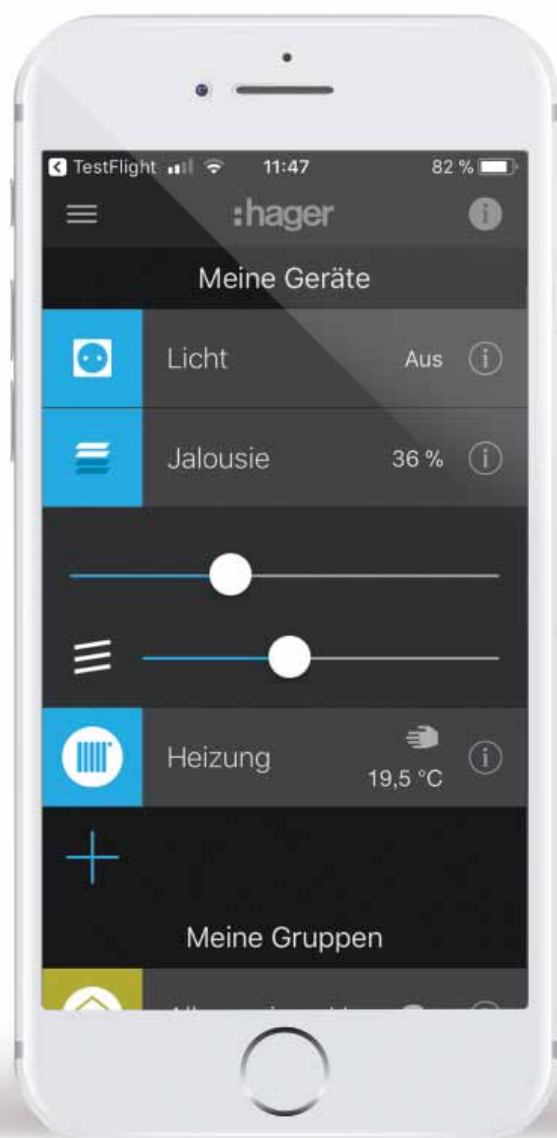 TestFlight 11:47 82 %
:hager
Meine Geräte
Licht Aus
Jalousie 36 %
Heizung
19,5 °C
Meine Gruppen